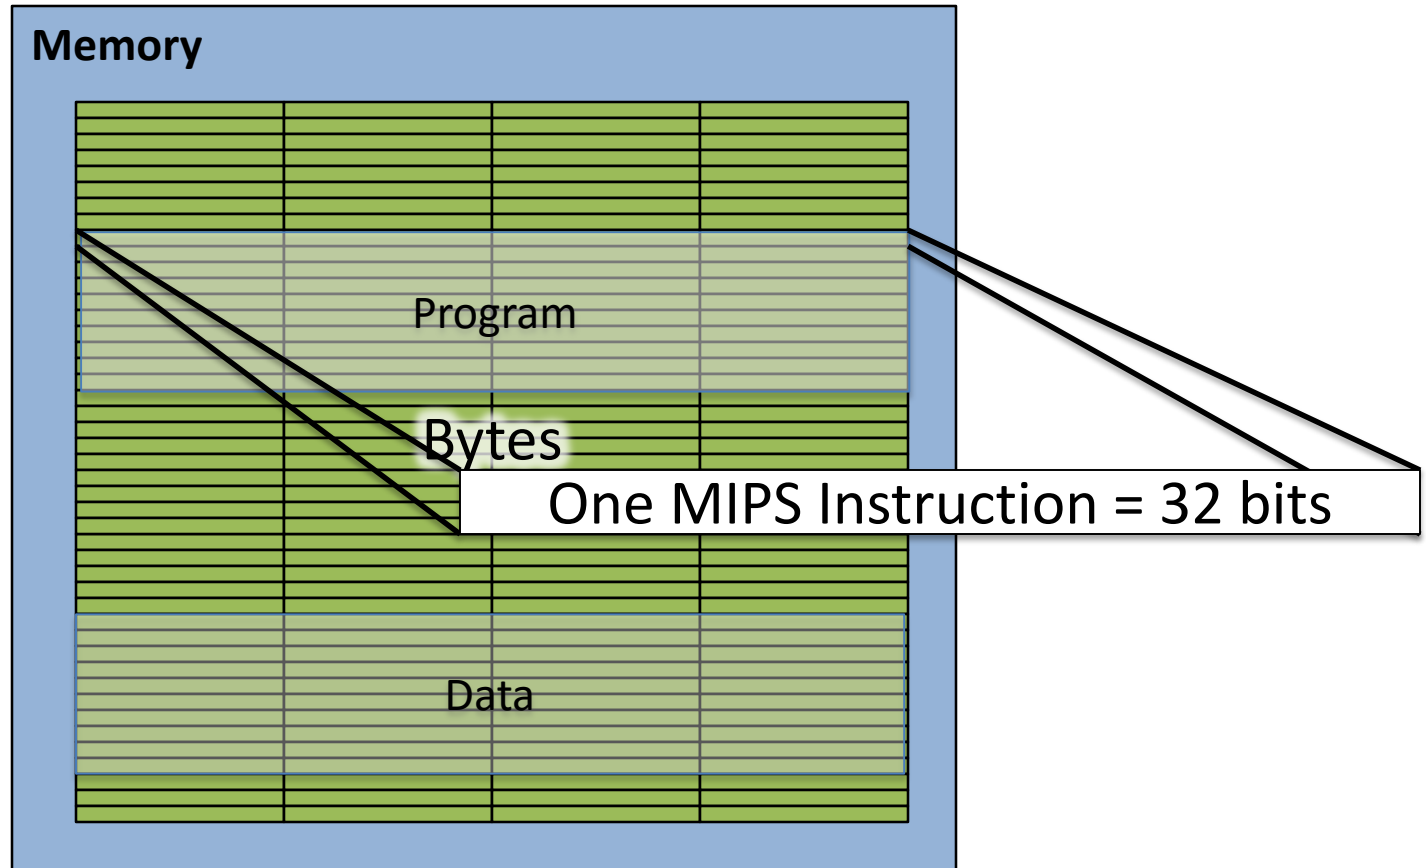 Memory
Program
Bytes
One MIPS Instruction = 32 bits
Data